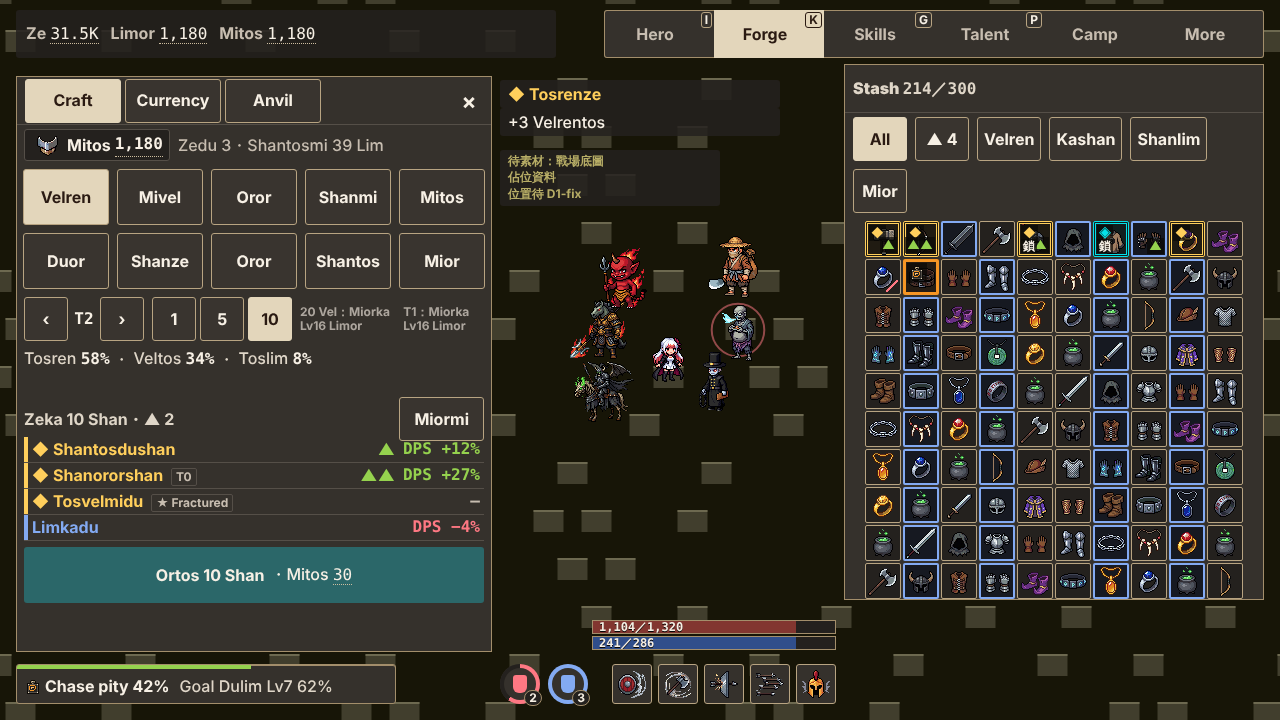 Ze 31.5K Limor 1,180 Mitos 1,180
Hero I
Forge K
Skills G
Talent P
Camp
More
Craft
Currency
Anvil
×
Mitos 1,180 Zedu 3 · Shantosmi 39 Lim
Velren
Mivel
Oror
Shanmi
Mitos
Duor
Shanze
Oror
Shantos
Mior
‹ T2 › 1 5 10
20 Vel：Miorka
Lv16 Limor
T1：Miorka
Lv16 Limor
Tosren 58% · Veltos 34% · Toslim 8%
Zeka 10 Shan · ▲ 2
Miormi
Shantosdushan DPS +12%
Shanororshan T0 DPS +27%
Tosvelmidu ★ Fractured –
Limkadu DPS −4%
Ortos 10 Shan · Mitos 30
Chase pity 42% Goal Dulim Lv7 62%
Tosrenze
+3 Velrentos
待素材：戰場底圖
佔位資料
位置待 D1-fix
1,104／1,320
241／286
2
3
Stash 214／300
All
▲ 4
Velren
Kashan
Shanlim
Mior
鎖
鎖